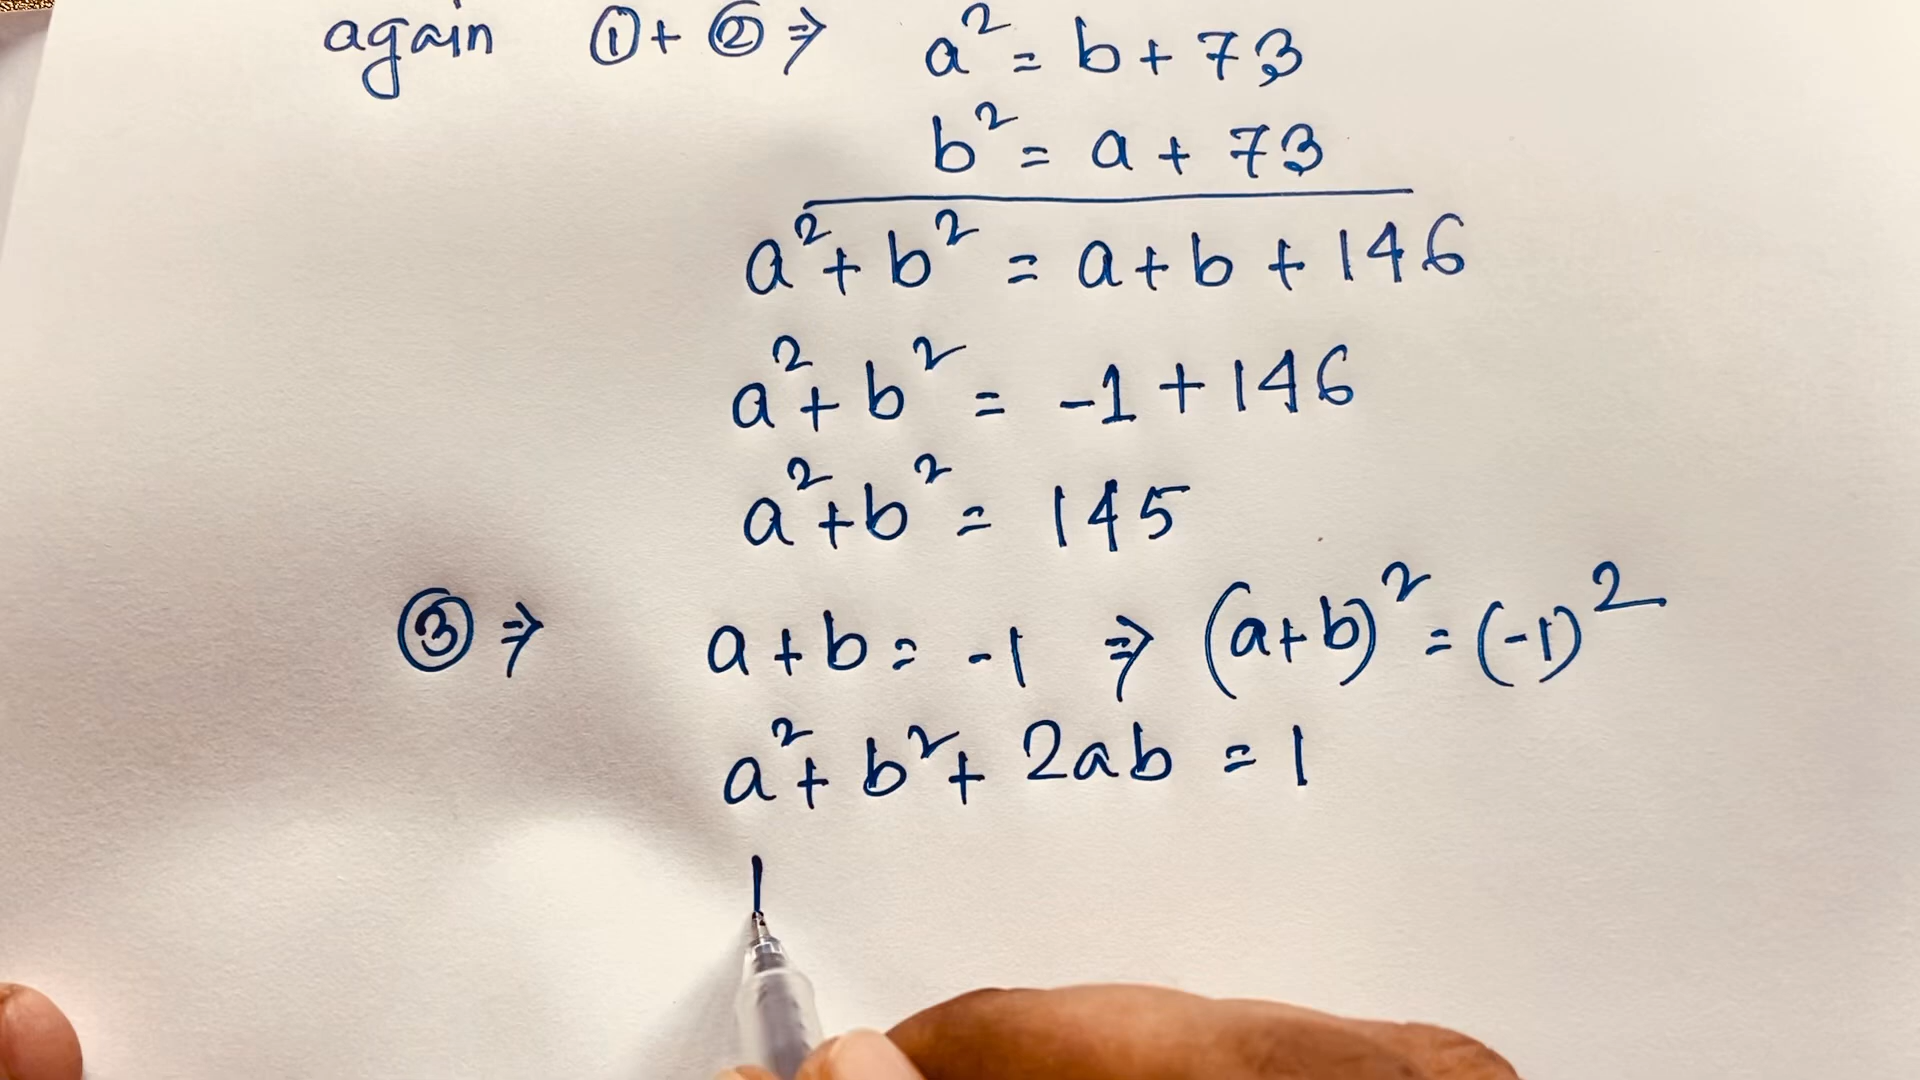 again ①+②⇒ a² = b + 73
b² = a + 73
a² + b² = a + b + 146
a² + b² = -1 + 146
a² + b² = 145
③⇒ a + b = -1 ⇒ (a+b)² = (-1)²
a² + b² + 2ab = 1
1